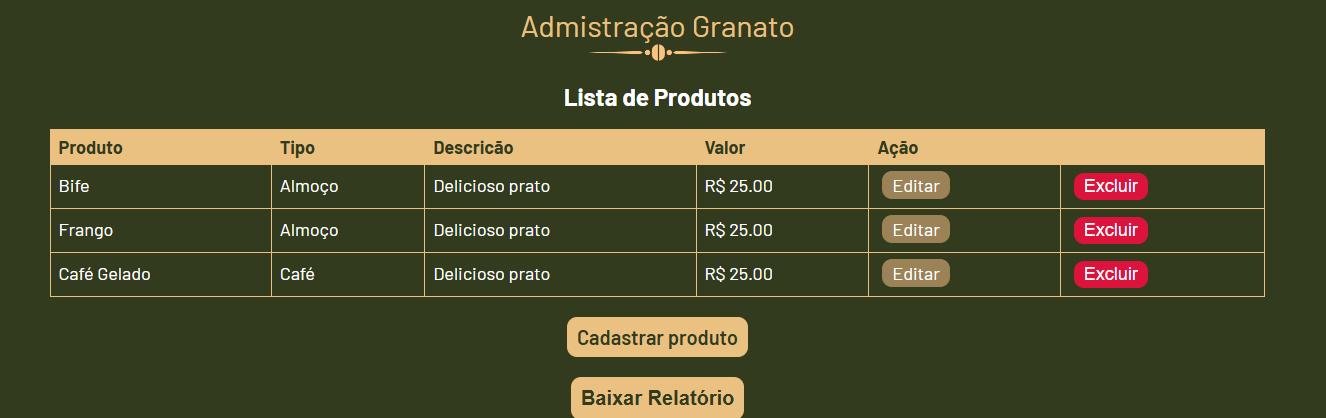 Admistração Granato
Lista de Produtos
Produto Tipo Descricão Valor Ação
Bife Almoço Delicioso prato R$ 25.00 Editar Excluir
Frango Almoço Delicioso prato R$ 25.00 Editar Excluir
Café Gelado Café Delicioso prato R$ 25.00 Editar Excluir
Cadastrar produto
Baixar Relatório